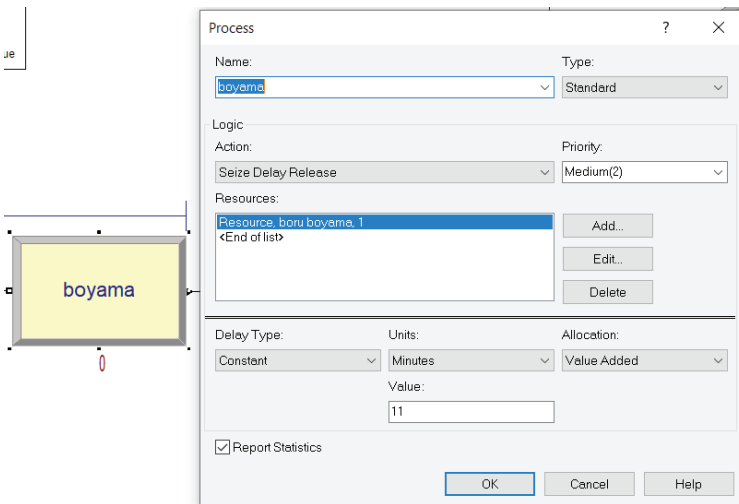 ue
boyama
0
Process
?
Name:
Type:
boyama
Standard
Logic
Action:
Priority:
Seize Delay Release
Medium(2)
Resources:
Resource, boru boyama, 1
<End of list>
Add...
Edit...
Delete
Delay Type:
Units:
Allocation:
Constant
Minutes
Value Added
Value:
11
Report Statistics
OK
Cancel
Help